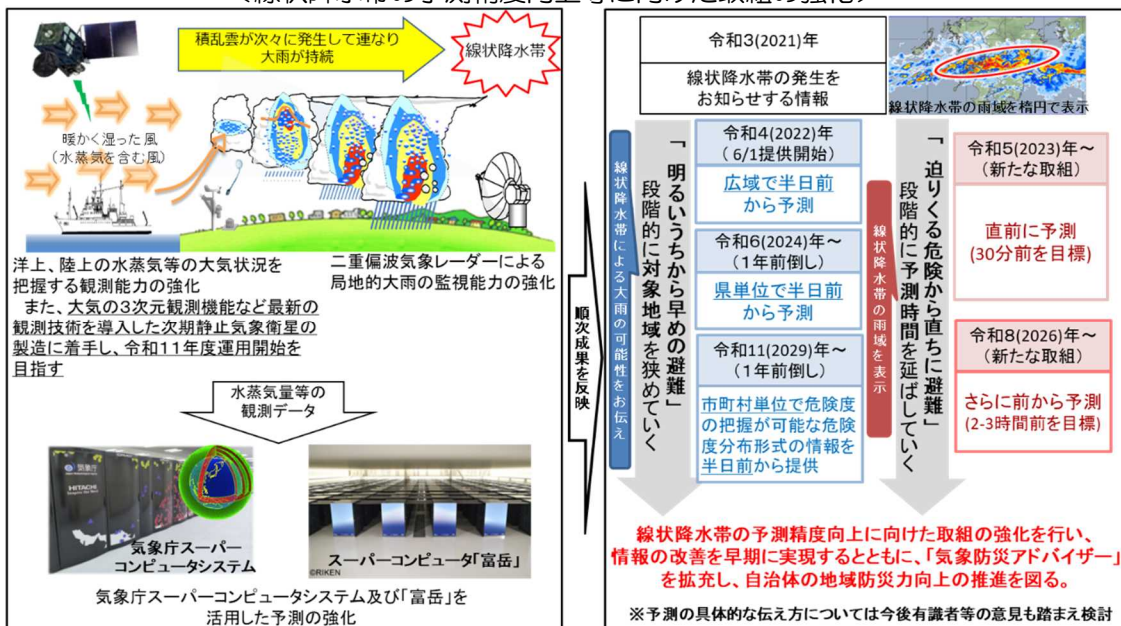 ＜線状降水帯の予測精度向上等に向けた取組の強化＞
積乱雲が次々に発生して連なり
大雨が持続
線状降水帯
暖かく湿った風
（水蒸気を含む風）
洋上、陸上の水蒸気等の大気状況を
把握する観測能力の強化
また、大気の３次元観測機能など最新の
観測技術を導入した次期静止気象衛星の
製造に着手し、令和１１年度運用開始を
目指す
二重偏波気象レーダーによる
局地的大雨の監視能力の強化
水蒸気量等の
観測データ
気象庁
HITACHI
気象庁スーパー
コンピュータシステム
スーパーコンピュータ「富岳」
©RIKEN
気象庁スーパーコンピュータシステム及び「富岳」を
活用した予測の強化
順次成果を反映
令和３(2021)年
線状降水帯の発生を
お知らせする情報
線状降水帯の雨域を楕円で表示
線状降水帯による大雨の可能性をお伝え
「明るいうちから早めの避難」
段階的に対象地域を狭めていく
令和４(2022)年
（6/1提供開始）
広域で半日前
から予測
令和６(2024)年～
（１年前倒し）
県単位で半日前
から予測
令和１１(2029)年～
（１年前倒し）
市町村単位で危険度
の把握が可能な危険
度分布形式の情報を
半日前から提供
線状降水帯の雨域を表示
「迫りくる危険から直ちに避難」
段階的に予測時間を延ばしていく
令和５(2023)年～
（新たな取組）
直前に予測
(30分前を目標)
令和８(2026)年～
（新たな取組）
さらに前から予測
(2-3時間前を目標)
線状降水帯の予測精度向上に向けた取組の強化を行い、
情報の改善を早期に実現するとともに、「気象防災アドバイザー」
を拡充し、自治体の地域防災力向上の推進を図る。
※予測の具体的な伝え方については今後有識者等の意見も踏まえ検討